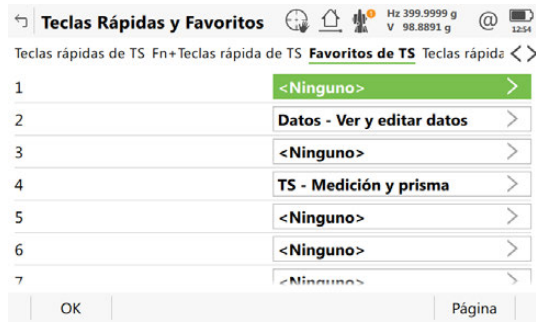 Teclas Rápidas y Favoritos
Hz 399.9999 g
V 98.8891 g
@
12:54
Teclas rápidas de TS Fn+Teclas rápida de TS Favoritos de TS Teclas rápida
1 <Ninguno>
2 Datos - Ver y editar datos
3 <Ninguno>
4 TS - Medición y prisma
5 <Ninguno>
6 <Ninguno>
7 <Ninguno>
OK Página